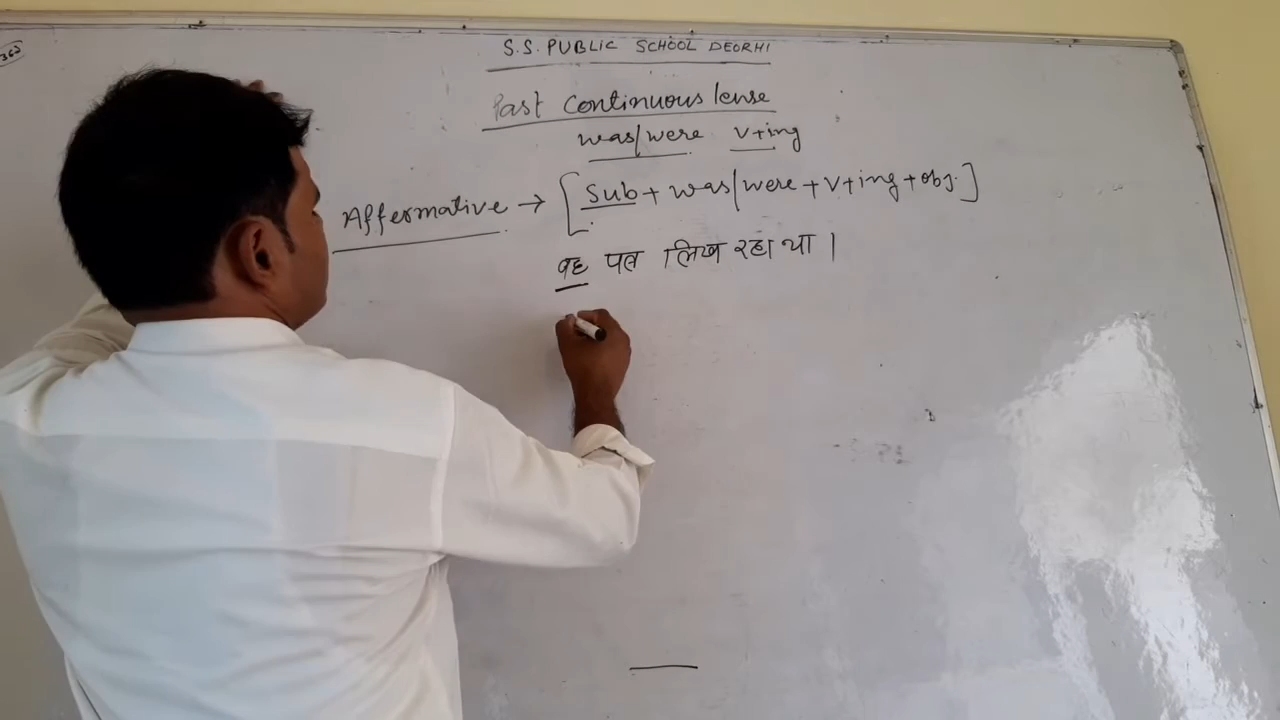 S.S. PUBLIC SCHOOL DEORHI
Past Continuous Tense
was/were V+ing
Affermative → [Sub + was/were + V+ing + obj.]
वह पत्र लिख रहा था।